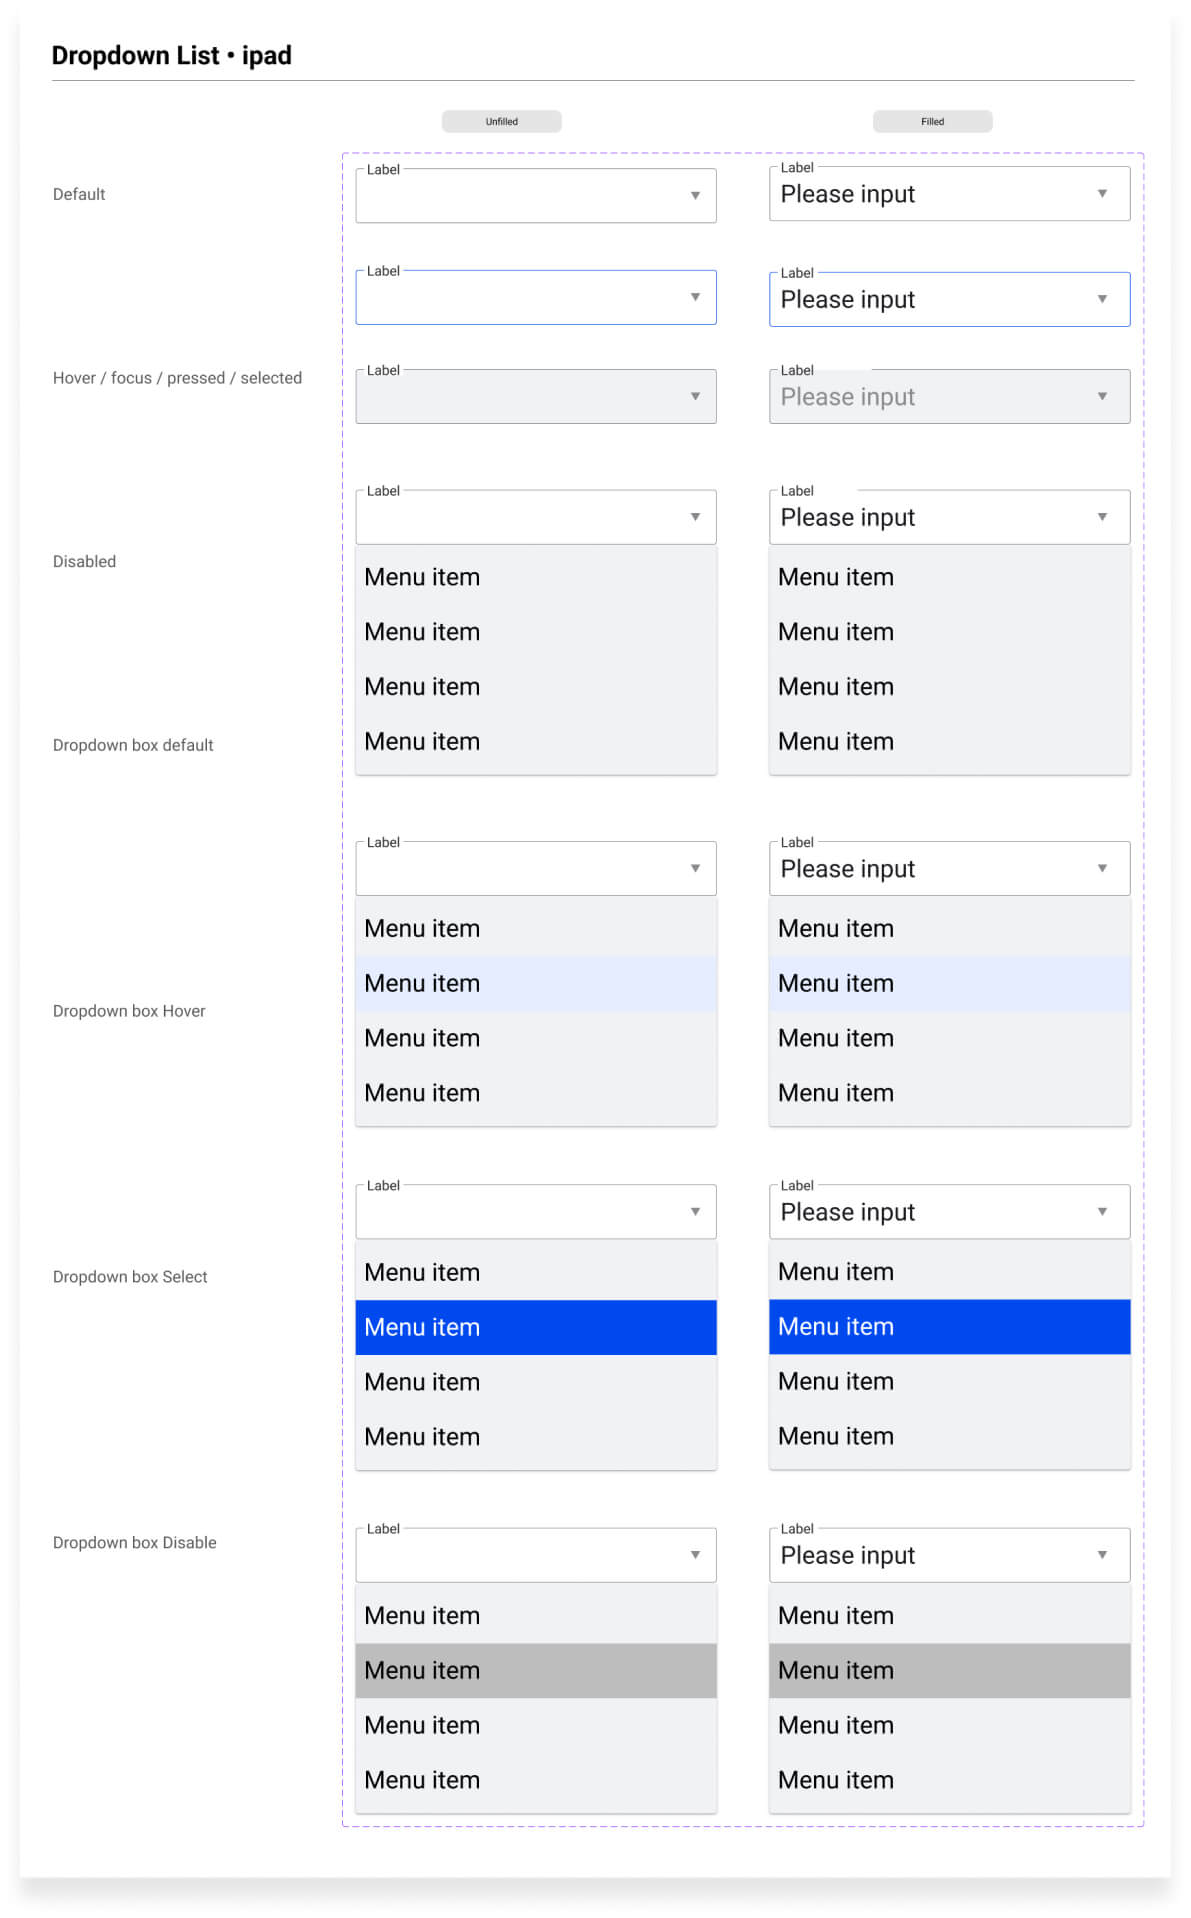 Dropdown List • ipad
Unfilled
Filled
Default
Label
Label
Please input
Label
Label
Please input
Hover / focus / pressed / selected
Label
Label
Please input
Label
Label
Please input
Disabled
Menu item
Menu item
Menu item
Menu item
Menu item
Menu item
Dropdown box default
Menu item
Menu item
Label
Label
Please input
Menu item
Menu item
Menu item
Menu item
Dropdown box Hover
Menu item
Menu item
Menu item
Menu item
Label
Label
Please input
Dropdown box Select
Menu item
Menu item
Menu item
Menu item
Menu item
Menu item
Menu item
Menu item
Label
Label
Please input
Dropdown box Disable
Menu item
Menu item
Menu item
Menu item
Menu item
Menu item
Menu item
Menu item